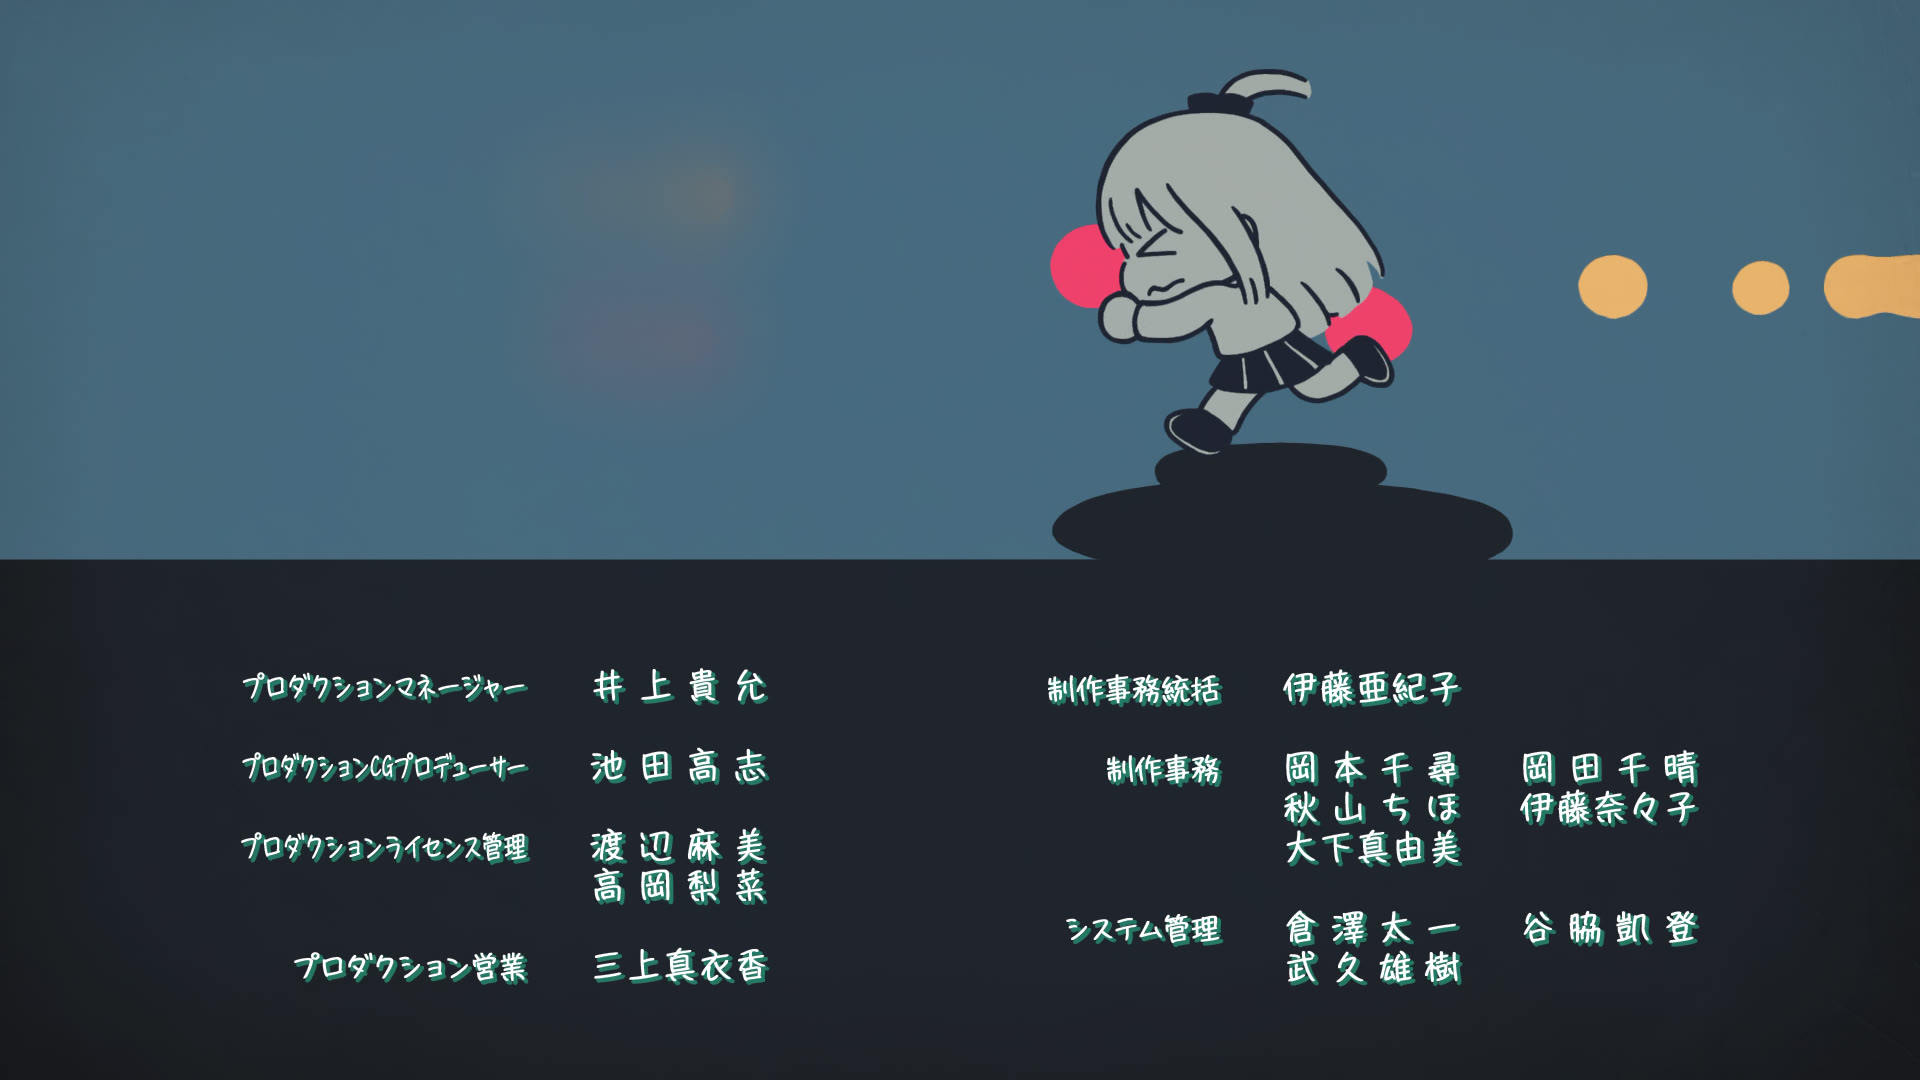 プロダクションマネージャー 井上貴允
プロダクションCGプロデューサー 池田高志
プロダクションライセンス管理 渡辺麻美
高岡梨菜
プロダクション営業 三上真衣香
制作事務統括 伊藤亜紀子
制作事務 岡本千尋 岡田千晴
秋山ちほ 伊藤奈々子
大下真由美
システム管理 倉澤太一 谷脇凱登
武久雄樹